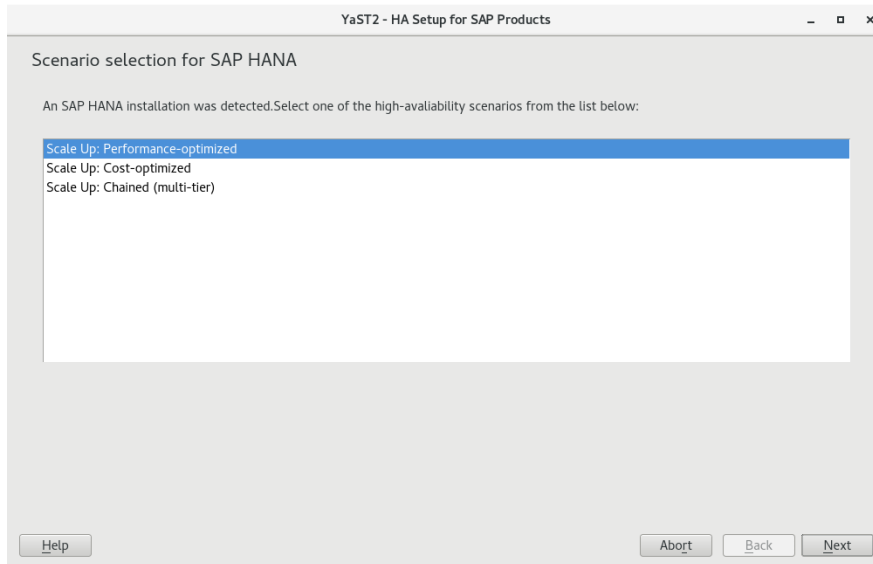 YaST2 - HA Setup for SAP Products
Scenario selection for SAP HANA
An SAP HANA installation was detected.Select one of the high-avaliability scenarios from the list below:
Scale Up: Performance-optimized
Scale Up: Cost-optimized
Scale Up: Chained (multi-tier)
Help Abort Back Next